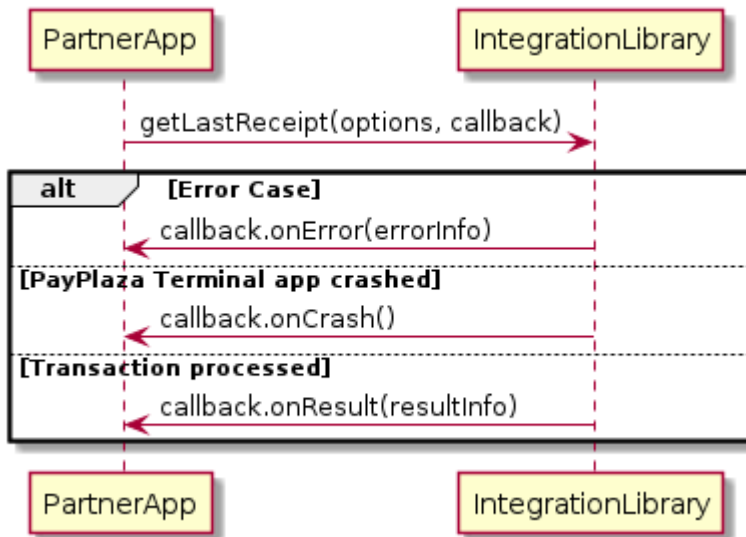 PartnerApp IntegrationLibrary
getLastReceipt(options, callback)
alt [Error Case]
callback.onError(errorInfo)
[PayPlaza Terminal app crashed]
callback.onCrash()
[Transaction processed]
callback.onResult(resultInfo)
PartnerApp IntegrationLibrary